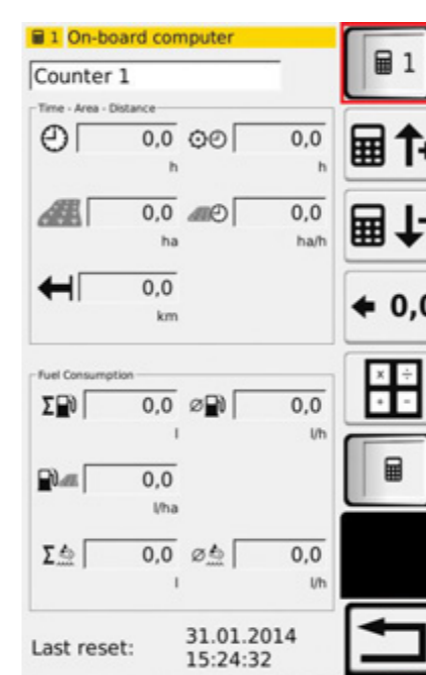 1 On-board computer
1
Counter 1
Time - Area - Distance
0,0 0,0
h h
0,0 0,0
ha ha/h
0,0
km
0,0
Fuel Consumption
0,0 0,0
l l/h
0,0
l/ha
Σ 0,0 ⌀ 0,0
l l/h
Last reset:
31.01.2014
15:24:32